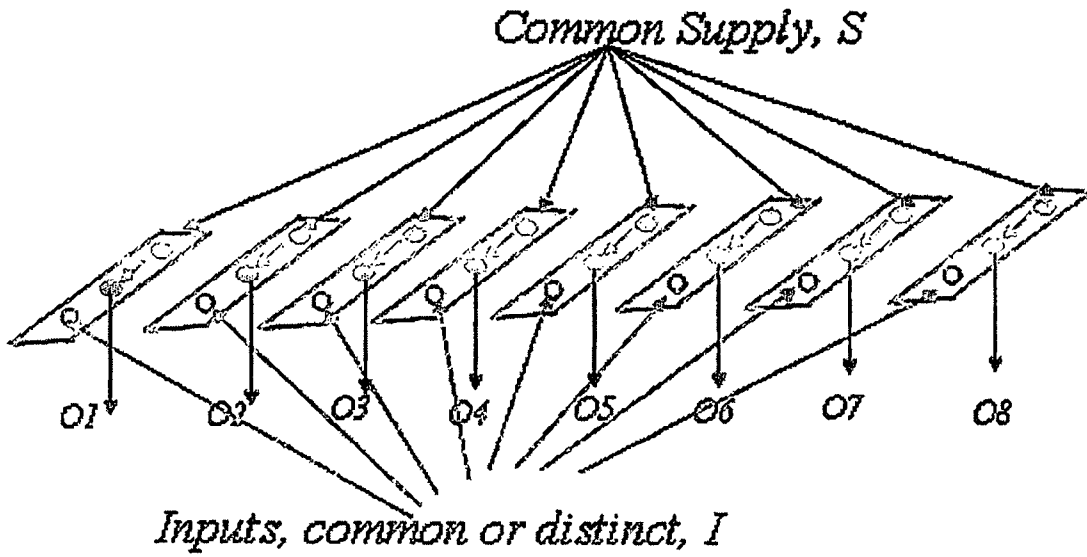 Common Supply, S
O1 O2 O3 O4 O5 O6 O7 O8
Inputs, common or distinct, I